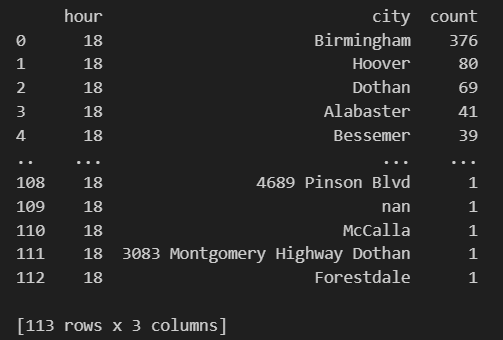 hour city count
0 18 Birmingham 376
1 18 Hoover 80
2 18 Dothan 69
3 18 Alabaster 41
4 18 Bessemer 39
.. ... ... ...
108 18 4689 Pinson Blvd 1
109 18 nan 1
110 18 McCalla 1
111 18 3083 Montgomery Highway Dothan 1
112 18 Forestdale 1
[113 rows x 3 columns]